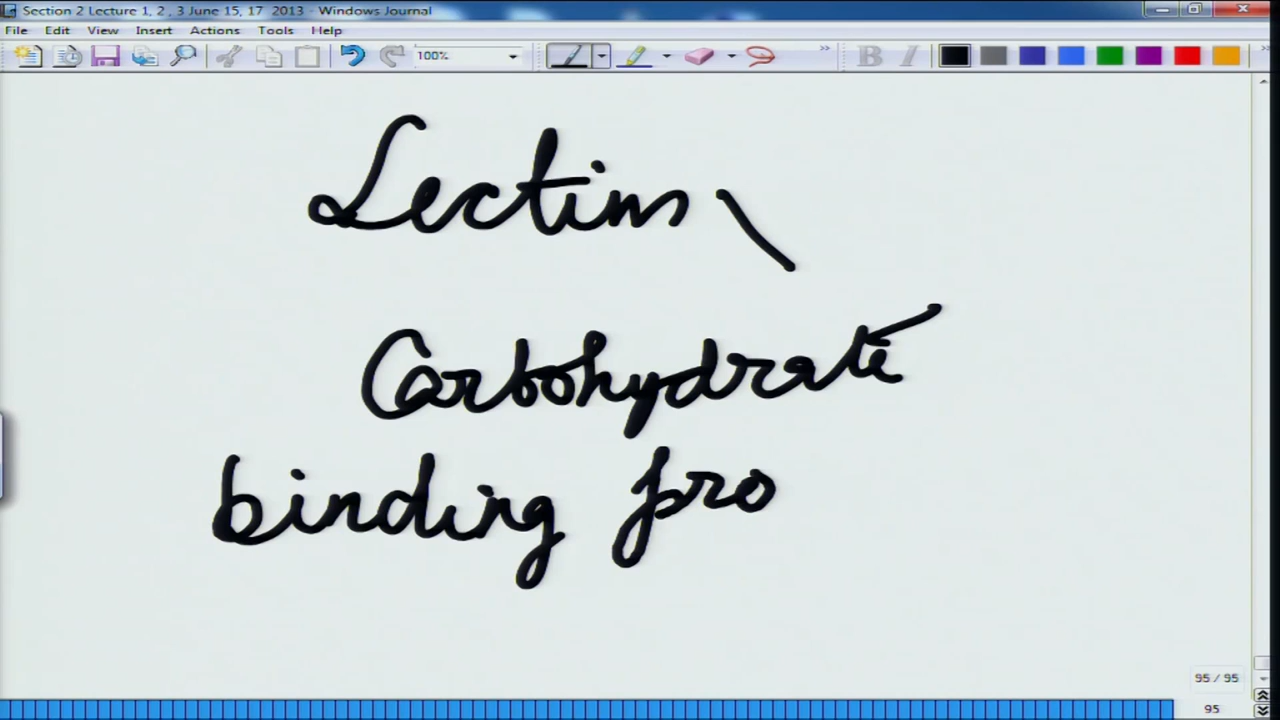 Section 2 Lecture 1, 2 , 3 June 15, 17 2013 - Windows Journal
File Edit View Insert Actions Tools Help
100%
B I
Lectins \
Carbohydrate
binding pro
95 / 95
95